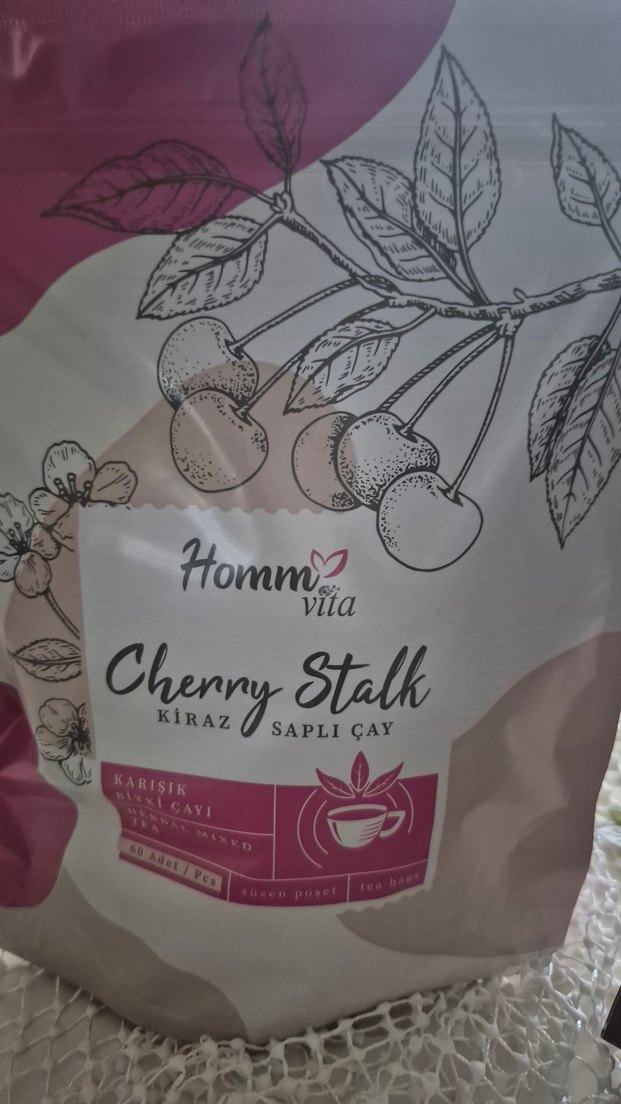 Homm
vita
Cherry Stalk
KİRAZ SAPLI ÇAY
KARIŞIK
BİTKİ ÇAYI
HERBAL MIXED
TEA
60 Adet / Pcs
süzen poşet
tea bags